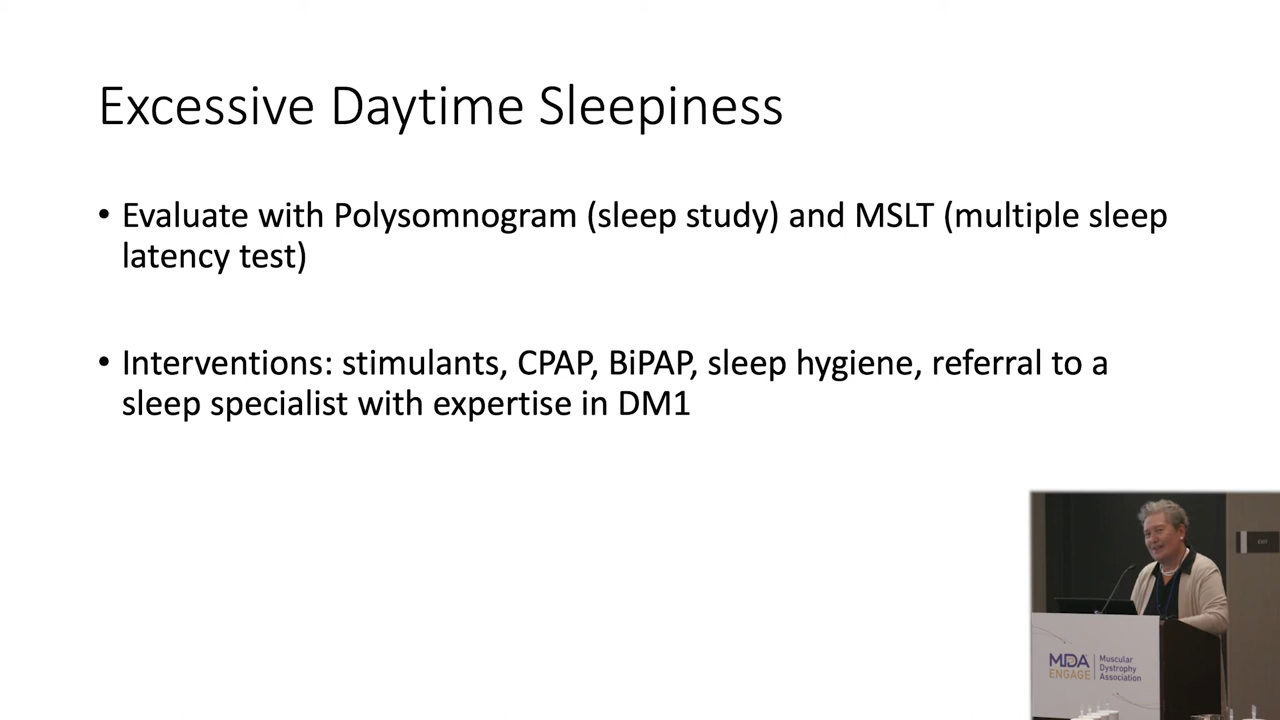 Excessive Daytime Sleepiness
• Evaluate with Polysomnogram (sleep study) and MSLT (multiple sleep
latency test)
• Interventions: stimulants, CPAP, BiPAP, sleep hygiene, referral to a
sleep specialist with expertise in DM1
MDA
ENGAGE
Muscular
Dystrophy
Association